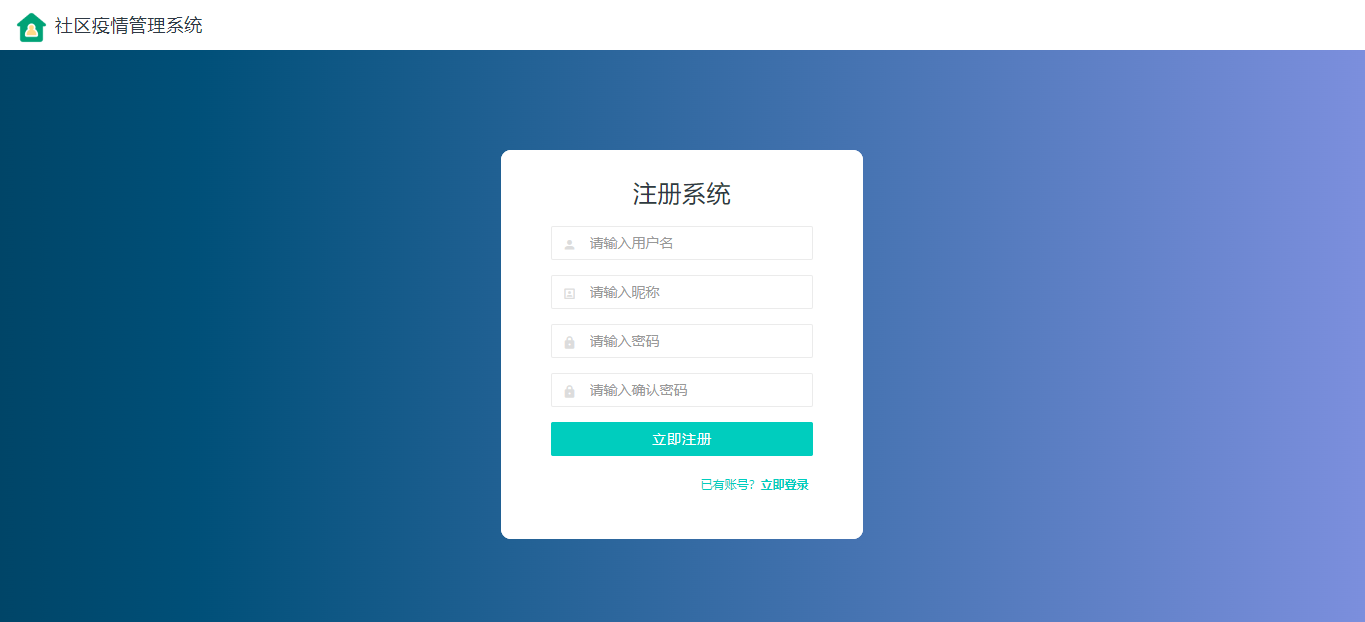 社区疫情管理系统
注册系统
请输入用户名
请输入昵称
请输入密码
请输入确认密码
立即注册
已有账号? 立即登录